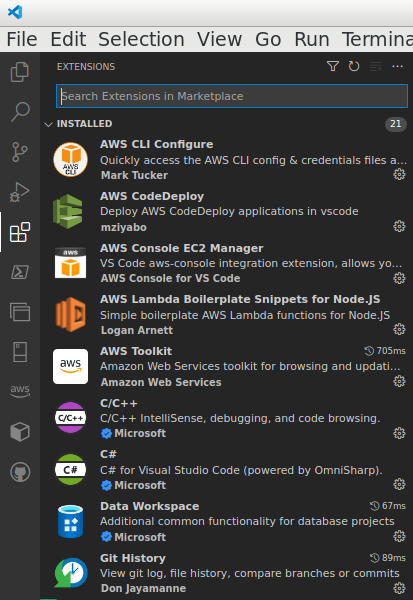 File Edit Selection View Go Run Termina
EXTENSIONS
Search Extensions in Marketplace
INSTALLED 21
AWS CLI Configure
Quickly access the AWS CLI config & credentials files a...
Mark Tucker
AWS CLI
AWS CodeDeploy
Deploy AWS CodeDeploy applications in vscode
mziyabo
AWS Console EC2 Manager
VS Code aws-console integration extension, allows yo...
AWS Console for VS Code
aws
AWS Lambda Boilerplate Snippets for Node.JS
Simple boilerplate AWS Lambda functions for Node.JS
Logan Arnett
AWS Toolkit 705ms
Amazon Web Services toolkit for browsing and updati...
Amazon Web Services
aws
C/C++
C/C++ IntelliSense, debugging, and code browsing.
Microsoft
C/C++
C#
C# for Visual Studio Code (powered by OmniSharp).
Microsoft
C#
aws
Data Workspace 67ms
Additional common functionality for database projects
Microsoft
Git History 89ms
View git log, file history, compare branches or commits
Don Jayamanne